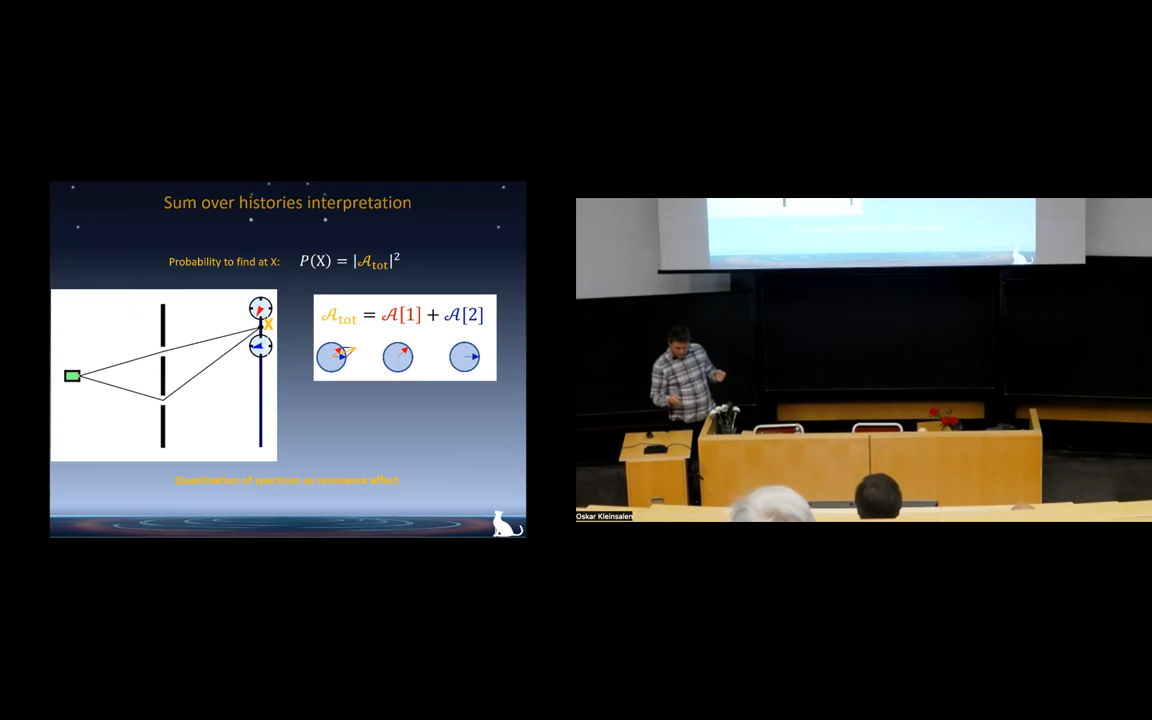 Sum over histories interpretation
Probability to find at X: P(X) = |𝒜tot|²
X
𝒜tot = 𝒜[1] + 𝒜[2]
Quantisation of spectrum as resonance effect
Oskar Kleinsalen